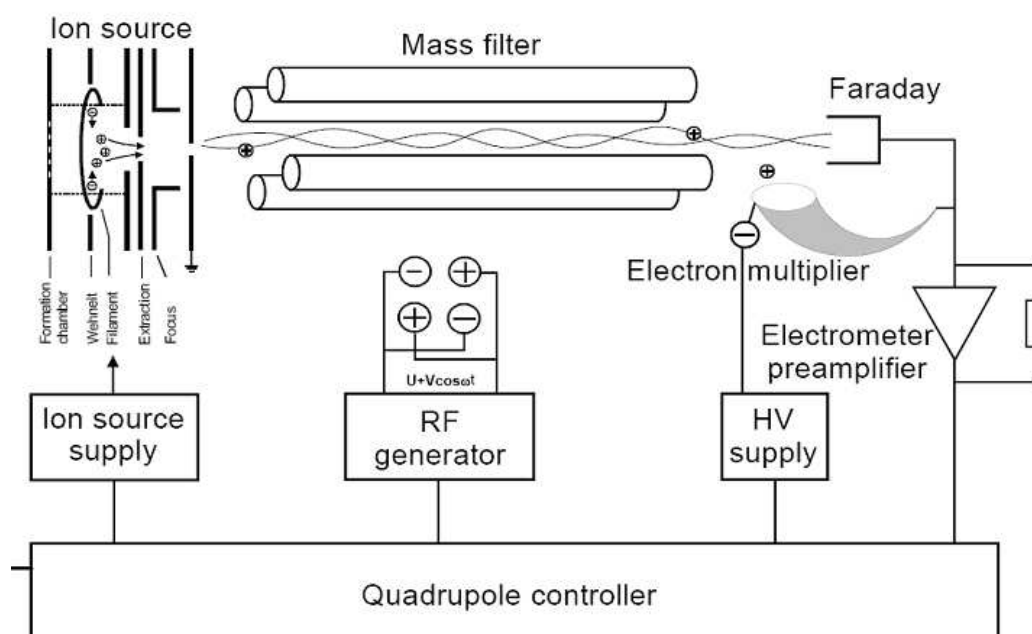 Ion source
Mass filter
Faraday
Formation
chamber
Wehnelt
Filament
Extraction
Focus
Electron multiplier
Electrometer
preamplifier
U+Vcosωt
Ion source
supply
RF
generator
HV
supply
Quadrupole controller